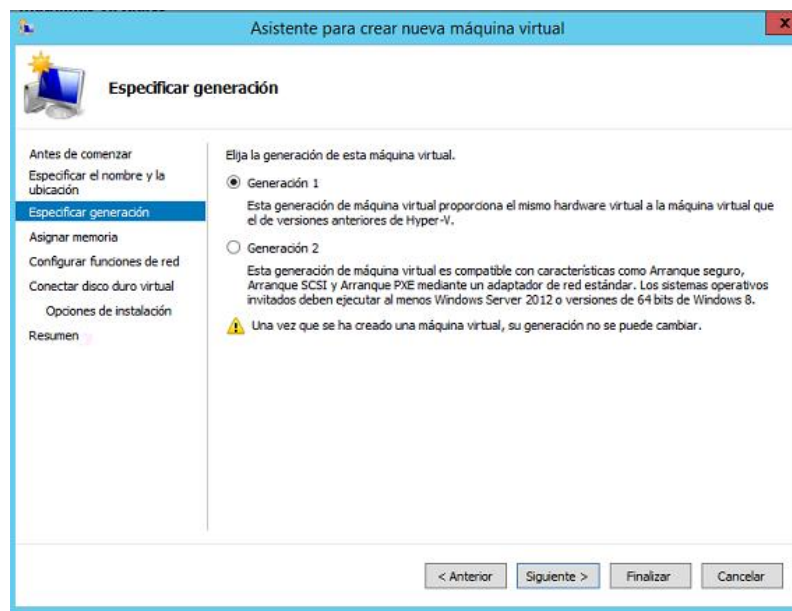 Asistente para crear nueva máquina virtual
x
Especificar generación
Antes de comenzar
Especificar el nombre y la
ubicación
Especificar generación
Asignar memoria
Configurar funciones de red
Conectar disco duro virtual
Opciones de instalación
Resumen
Elija la generación de esta máquina virtual.
Generación 1
Esta generación de máquina virtual proporciona el mismo hardware virtual a la máquina virtual que
el de versiones anteriores de Hyper-V.
Generación 2
Esta generación de máquina virtual es compatible con características como Arranque seguro,
Arranque SCSI y Arranque PXE mediante un adaptador de red estándar. Los sistemas operativos
invitados deben ejecutar al menos Windows Server 2012 o versiones de 64 bits de Windows 8.
Una vez que se ha creado una máquina virtual, su generación no se puede cambiar.
< Anterior
Siguiente >
Finalizar
Cancelar